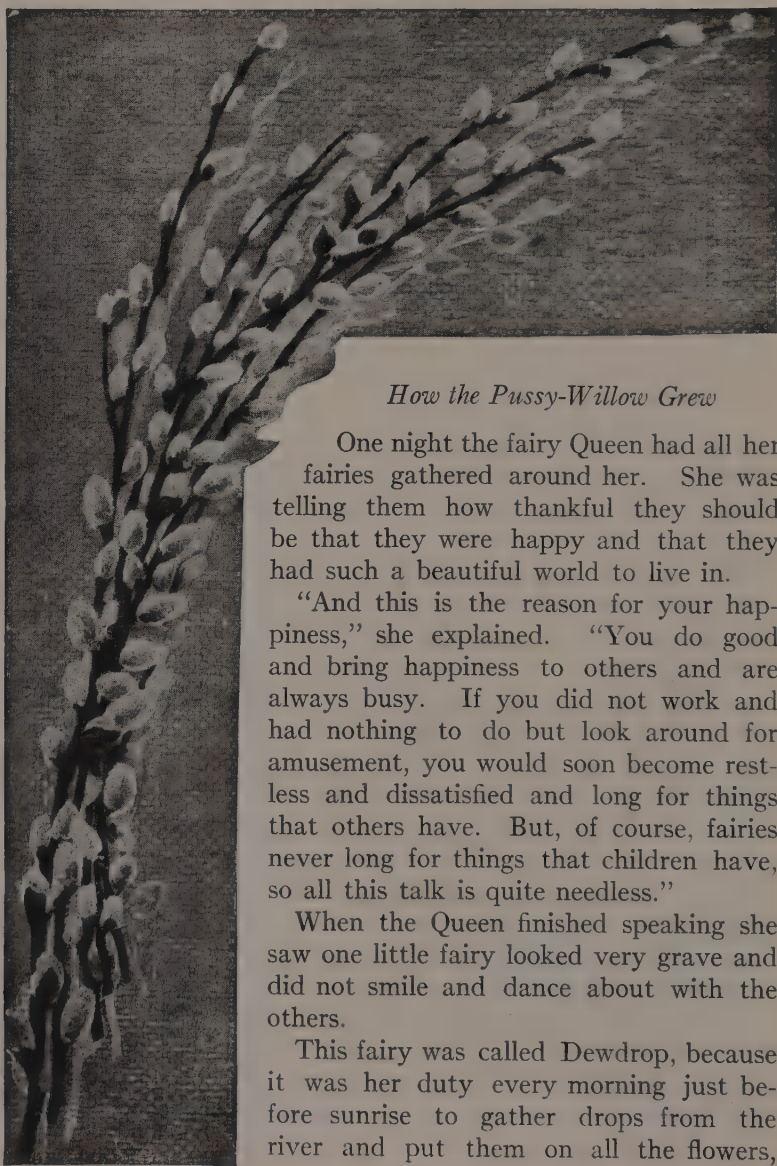 How the Pussy-Willow Grew
One night the fairy Queen had all her
fairies gathered around her. She was
telling them how thankful they should
be that they were happy and that they
had such a beautiful world to live in.
“And this is the reason for your hap-
piness,” she explained. “You do good
and bring happiness to others and are
always busy. If you did not work and
had nothing to do but look around for
amusement, you would soon become rest-
less and dissatisfied and long for things
that others have. But, of course, fairies
never long for things that children have,
so all this talk is quite needless.”
When the Queen finished speaking she
saw one little fairy looked very grave and
did not smile and dance about with the
others.
This fairy was called Dewdrop, because
it was her duty every morning just be-
fore sunrise to gather drops from the
river and put them on all the flowers,